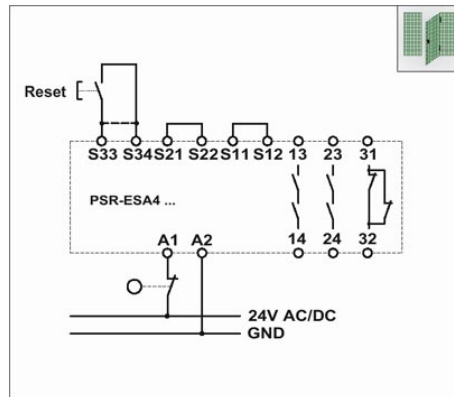 Reset
S33 S34 S21 S22 S11 S12 13 23 31
PSR-ESA4 ...
A1 A2 14 24 32
24V AC/DC
GND